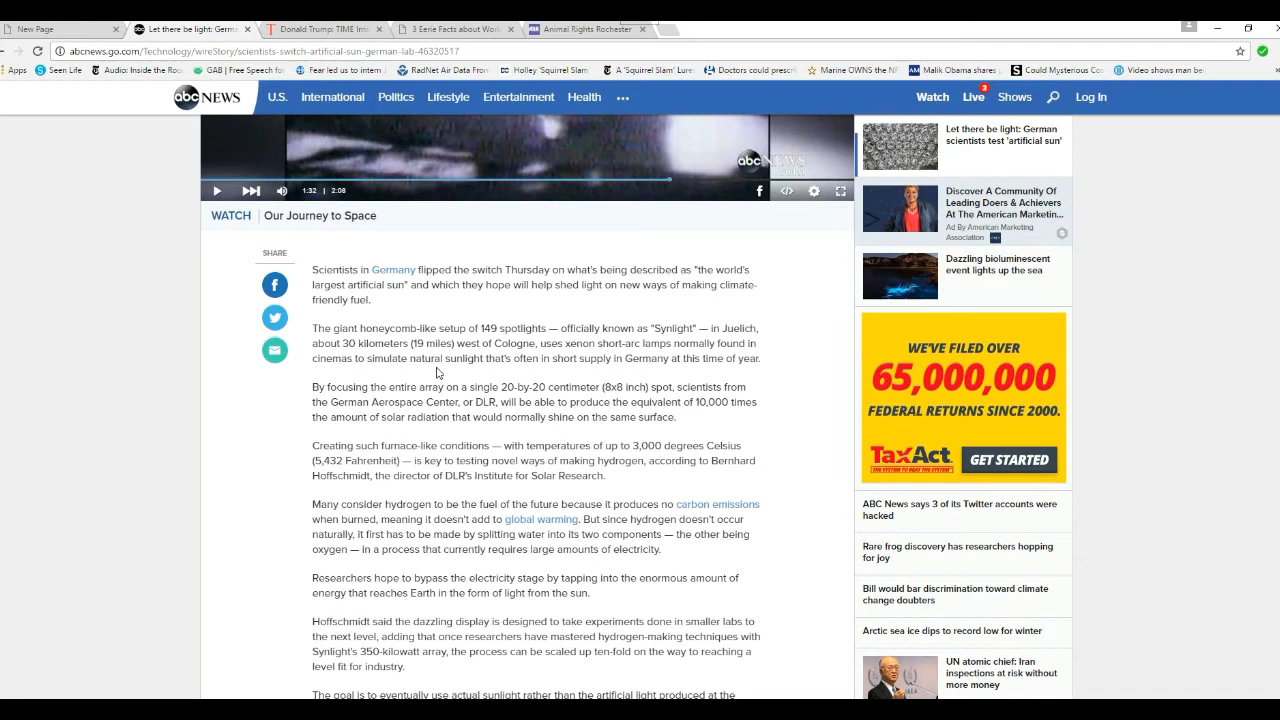 New Page
Let there be light: Germa
Donald Trump: TIME Inte
3 Eerie Facts about Worl
Animal Rights Rochester
abcnews.go.com/Technology/wireStory/scientists-switch-artificial-sun-german-lab-46320517
Apps
Seen Life
Audio: Inside the Roo
GAB | Free Speech for
Fear led us to intern J
RadNet Air Data From
Holley 'Squirrel Slam'
A 'Squirrel Slam' Lures
Doctors could prescri
Marine OWNS the NF
Malik Obama shares p
Could Mysterious Co
Video shows man be
abc NEWS
U.S.
International
Politics
Lifestyle
Entertainment
Health
Watch
Live
3
Shows
Log In
abc NEWS
1:32 | 2:08
WATCH
Our Journey to Space
SHARE
Scientists in Germany flipped the switch Thursday on what's being described as "the world's
largest artificial sun" and which they hope will help shed light on new ways of making climate-
friendly fuel.
The giant honeycomb-like setup of 149 spotlights — officially known as "Synlight" — in Juelich,
about 30 kilometers (19 miles) west of Cologne, uses xenon short-arc lamps normally found in
cinemas to simulate natural sunlight that's often in short supply in Germany at this time of year.
By focusing the entire array on a single 20-by-20 centimeter (8x8 inch) spot, scientists from
the German Aerospace Center, or DLR, will be able to produce the equivalent of 10,000 times
the amount of solar radiation that would normally shine on the same surface.
Creating such furnace-like conditions — with temperatures of up to 3,000 degrees Celsius
(5,432 Fahrenheit) — is key to testing novel ways of making hydrogen, according to Bernhard
Hoffschmidt, the director of DLR's Institute for Solar Research.
Many consider hydrogen to be the fuel of the future because it produces no carbon emissions
when burned, meaning it doesn't add to global warming. But since hydrogen doesn't occur
naturally, it first has to be made by splitting water into its two components — the other being
oxygen — in a process that currently requires large amounts of electricity.
Researchers hope to bypass the electricity stage by tapping into the enormous amount of
energy that reaches Earth in the form of light from the sun.
Hoffschmidt said the dazzling display is designed to take experiments done in smaller labs to
the next level, adding that once researchers have mastered hydrogen-making techniques with
Synlight's 350-kilowatt array, the process can be scaled up ten-fold on the way to reaching a
level fit for industry.
The goal is to eventually use actual sunlight rather than the artificial light produced at the
Let there be light: German
scientists test 'artificial sun'
Discover A Community Of
Leading Doers & Achievers
At The American Marketin...
Ad By American Marketing
Association
Dazzling bioluminescent
event lights up the sea
WE'VE FILED OVER
65,000,000
FEDERAL RETURNS SINCE 2000.
TaxAct
GET STARTED
ABC News says 3 of its Twitter accounts were
hacked
Rare frog discovery has researchers hopping
for joy
Bill would bar discrimination toward climate
change doubters
Arctic sea ice dips to record low for winter
UN atomic chief: Iran
inspections at risk without
more money